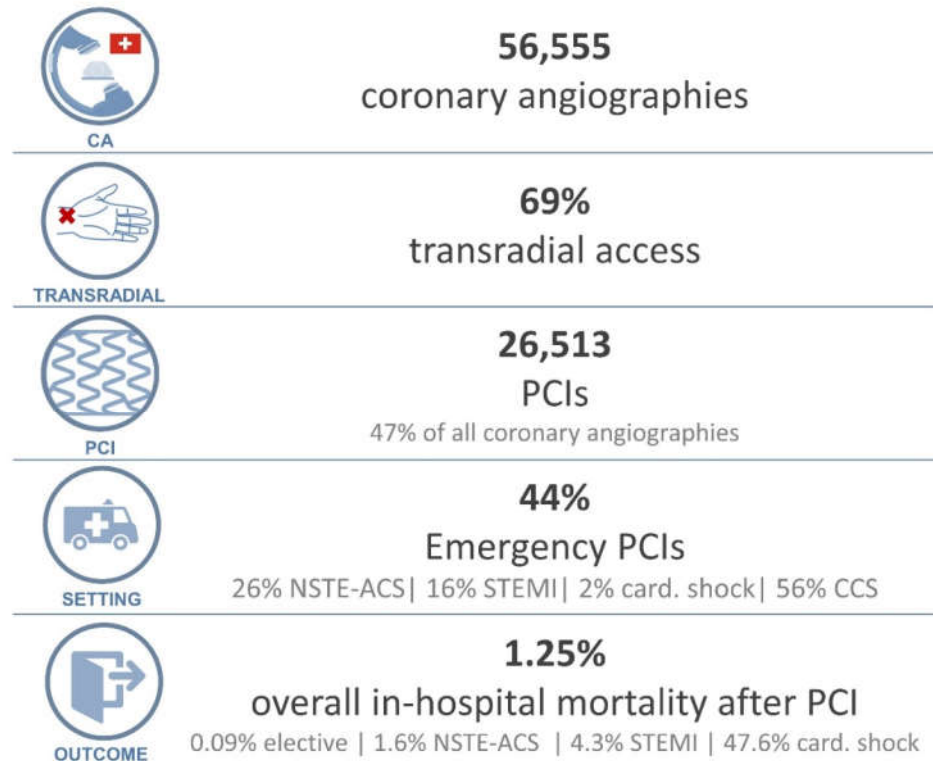 56,555
coronary angiographies
CA
69%
transradial access
TRANSRADIAL
26,513
PCIs
47% of all coronary angiographies
PCI
44%
Emergency PCIs
26% NSTE-ACS| 16% STEMI| 2% card. shock| 56% CCS
SETTING
1.25%
overall in-hospital mortality after PCI
0.09% elective | 1.6% NSTE-ACS | 4.3% STEMI | 47.6% card. shock
OUTCOME